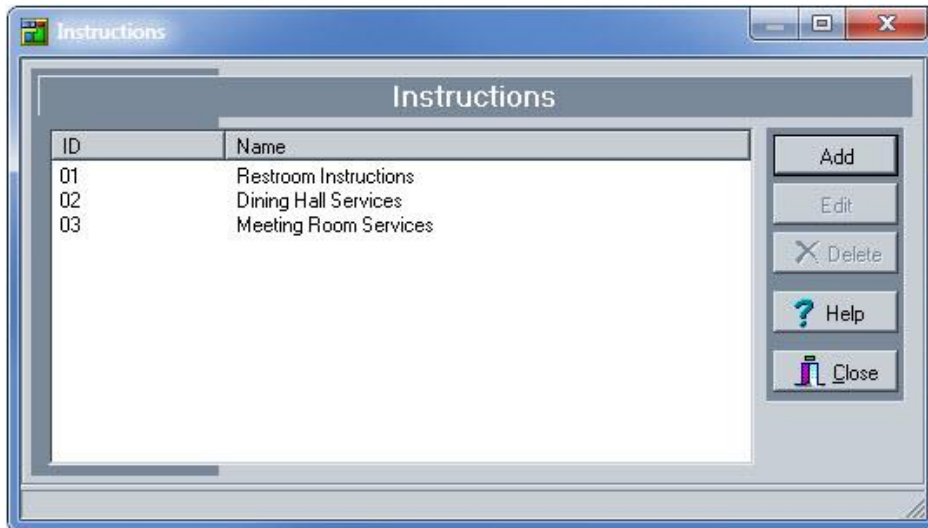 Instructions
Instructions
ID Name
01 Restroom Instructions
02 Dining Hall Services
03 Meeting Room Services
Add
Edit
Delete
? Help
Close